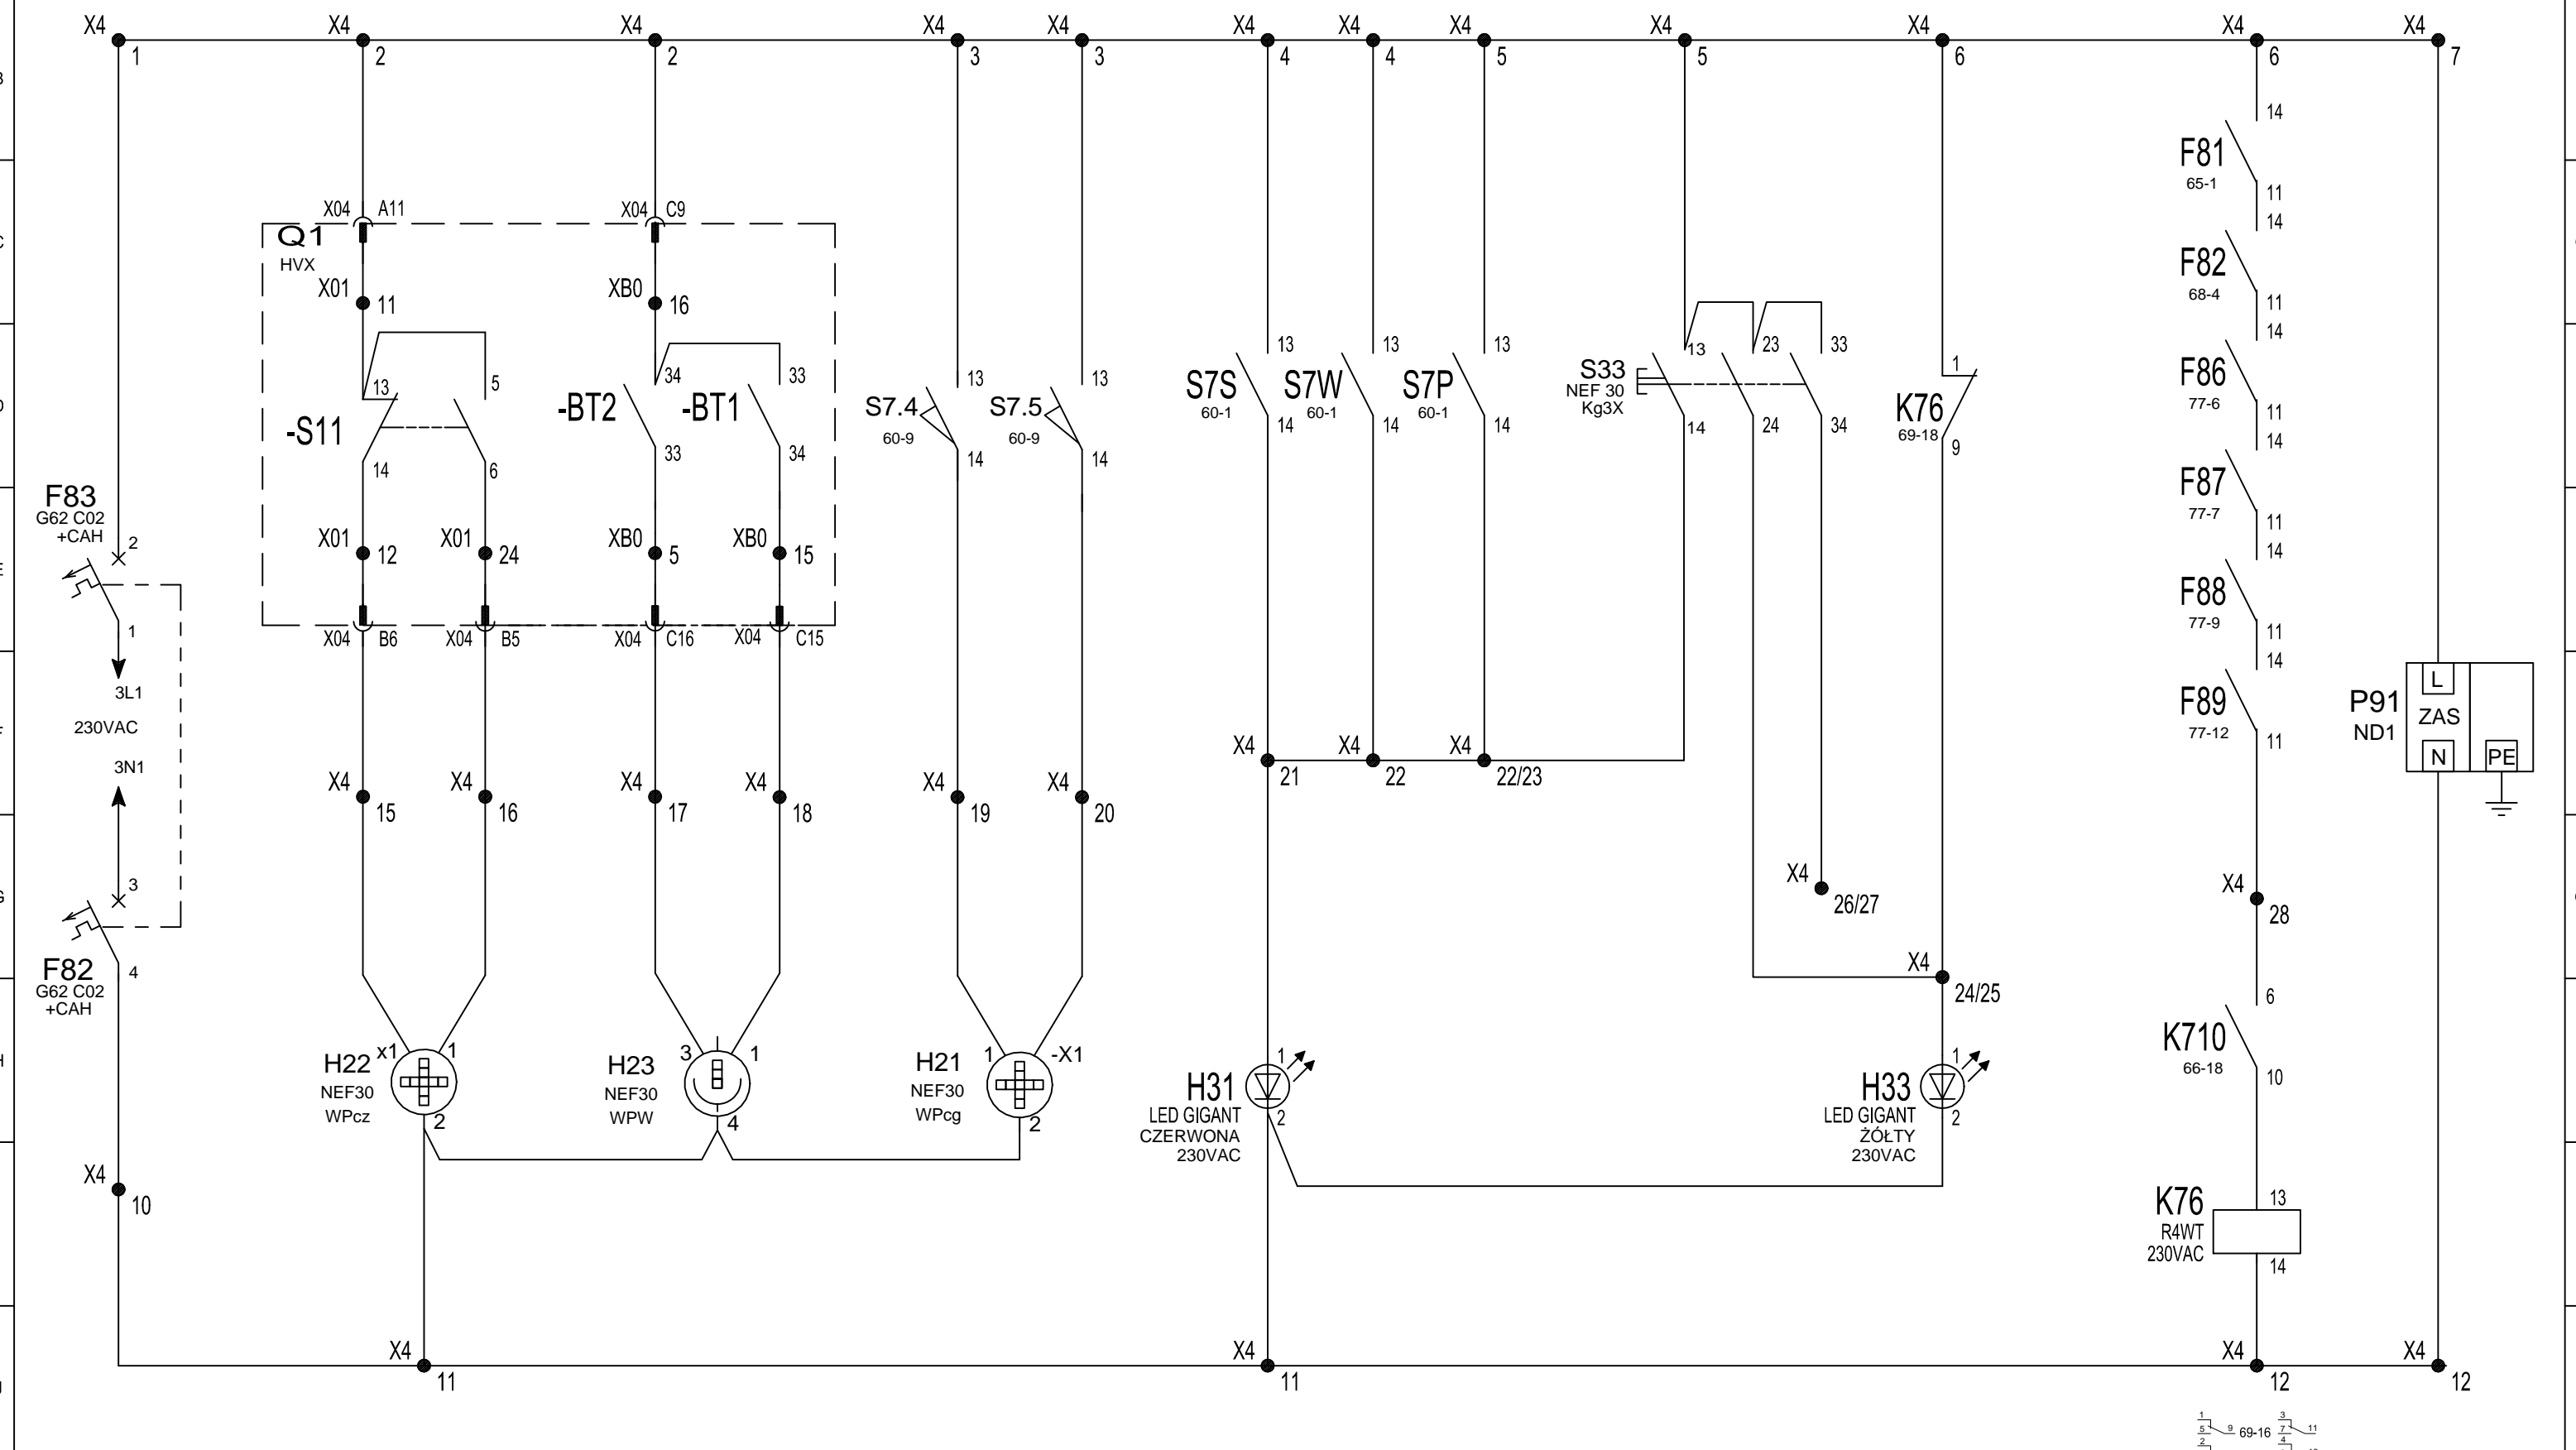 X4 X4 X4 X4 X4 X4 X4 X4 X4 X4 X4 X4
1 2 2 3 3 4 4 5 5 6 6 7
B
14
F81
65-1
11
14
X04 A11 X04 C9
C
Q1
HVX
F82
68-4
11
14
X01 11 XB0 16
13 5 34 33
-S11
14 6
-BT2 -BT1
33 34
S7.4
60-9
13
14
S7.5
60-9
13
14
S7S
60-1
13
14
S7W
60-1
13
14
S7P
60-1
13
14
S33
NEF 30
Kg3X
13 23 33
14 24 34
K76
69-18
1
9
F86
77-6
11
14
D
F83
G62 C02
+CAH
2
1
X01 12 X01 24 XB0 5 XB0 15
F87
77-7
11
14
E
X04 B6 X04 B5 X04 C16 X04 C15
F88
77-9
11
14
3L1
230VAC
3N1
F
F89
77-12
11
P91
ND1
L
ZAS
N
PE
X4 X4 X4
21 22 22/23
X4 X4 X4 X4 X4 X4
15 16 17 18 19 20
X4
26/27
X4
28
G
3
F82
G62 C02
+CAH
4
X4
24/25
H
H22
NEF30
WPcz
x1 1
2
H23
NEF30
WPW
3 1
4
H21
NEF30
WPcg
1 -X1
2
H31
LED GIGANT
CZERWONA
230VAC
1
2
H33
LED GIGANT
ŻÓŁTY
230VAC
1
2
K710
66-18
6
10
X4
10
K76
R4WT
230VAC
13
14
X4 X4 X4 X4
11 11 12 12
1 3
5 9 69-16 7 11
2 4